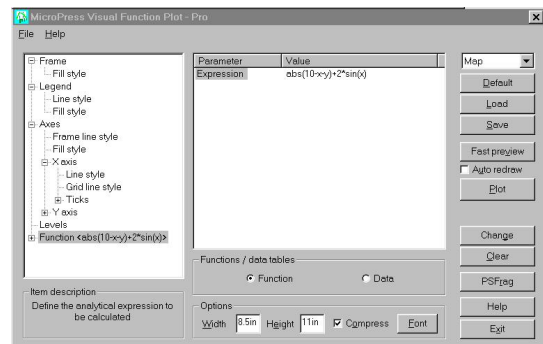 MicroPress Visual Function Plot - Pro
File Help
Frame
Fill style
Legend
Line style
Fill style
Axes
Frame line style
Fill style
X axis
Line style
Grid line style
Ticks
Y axis
Levels
Function <abs(10-x-y)+2*sin(x)>
Item description
Define the analytical expression to
be calculated
Parameter Value
Expression abs(10-x-y)+2*sin(x)
Functions / data tables
Function Data
Options
Width 8.5in Height 11in Compress Font
Map
Default
Load
Save
Fast preview
Auto redraw
Plot
Change
Clear
PSFrag
Help
Exit